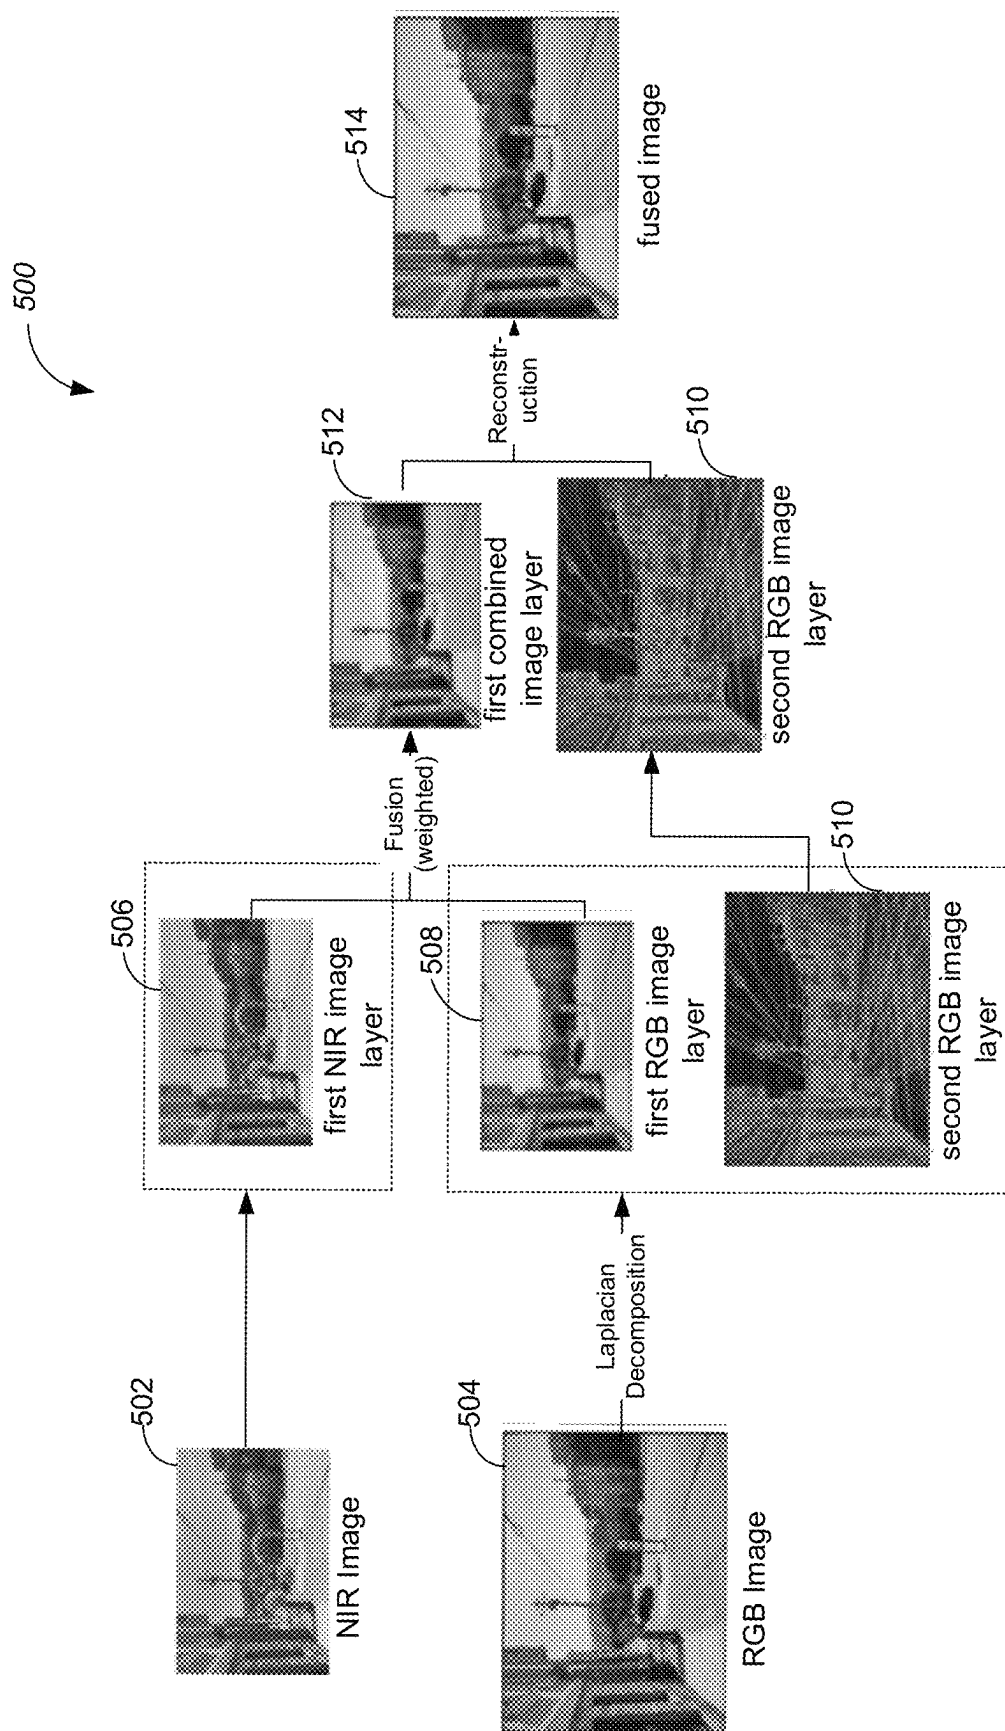 500
502
NIR Image
504
RGB Image
Laplacian
Decomposition
506
first NIR image
layer
508
first RGB image
layer
510
second RGB image
layer
Fusion
(weighted)
512
first combined
image layer
510
second RGB image
layer
Reconstr-
uction
514
fused image